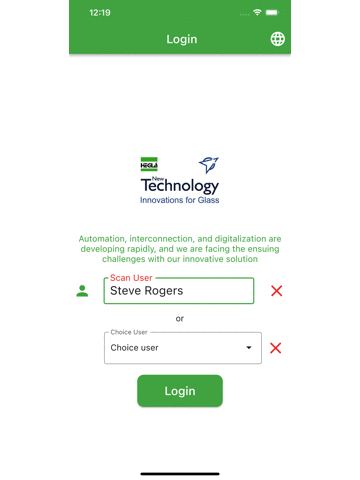 12:19
Login
HEGLA
New
Technology
Innovations for Glass
Automation, interconnection, and digitalization are
developing rapidly, and we are facing the ensuing
challenges with our innovative solution
Scan User
Steve Rogers
or
Choice User
Choice user
Login